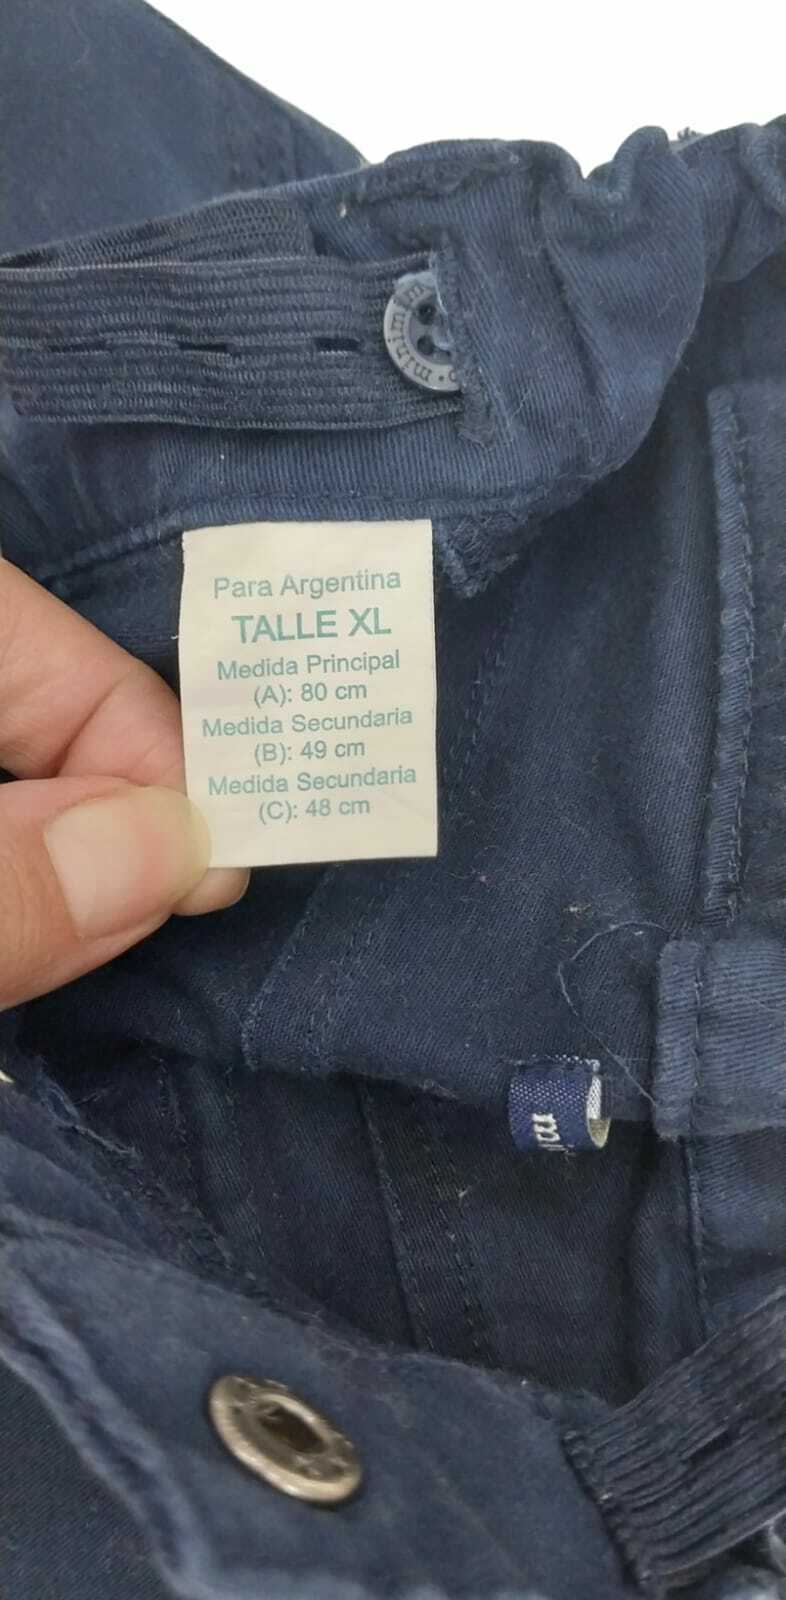 Para Argentina
TALLE XL
Medida Principal
(A): 80 cm
Medida Secundaria
(B): 49 cm
Medida Secundaria
(C): 48 cm